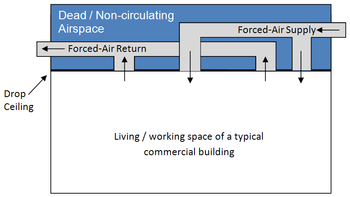 Dead / Non-circulating
Airspace
Forced-Air Supply
Forced-Air Return
Drop
Ceiling
Living / working space of a typical
commercial building